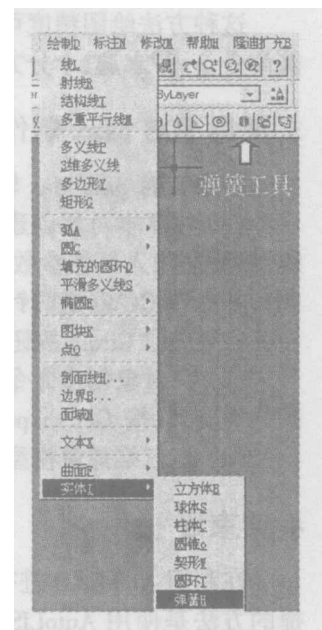 绘制D 标注N 修改M 帮助H 隆迪扩充B
线L
射线R
ByLayer
结构线T
多重平行线M
多义线P
3维多义线
多边形Y
弹簧工具
矩形G
弧A
圆C
填充的圆环D
平滑多义线S
椭圆E
图块K
点O
剖面线H...
边界B...
面域N
文本X
曲面F
实体I
立方体B
球体S
柱体C
圆锥O
契形W
圆环T
弹簧H